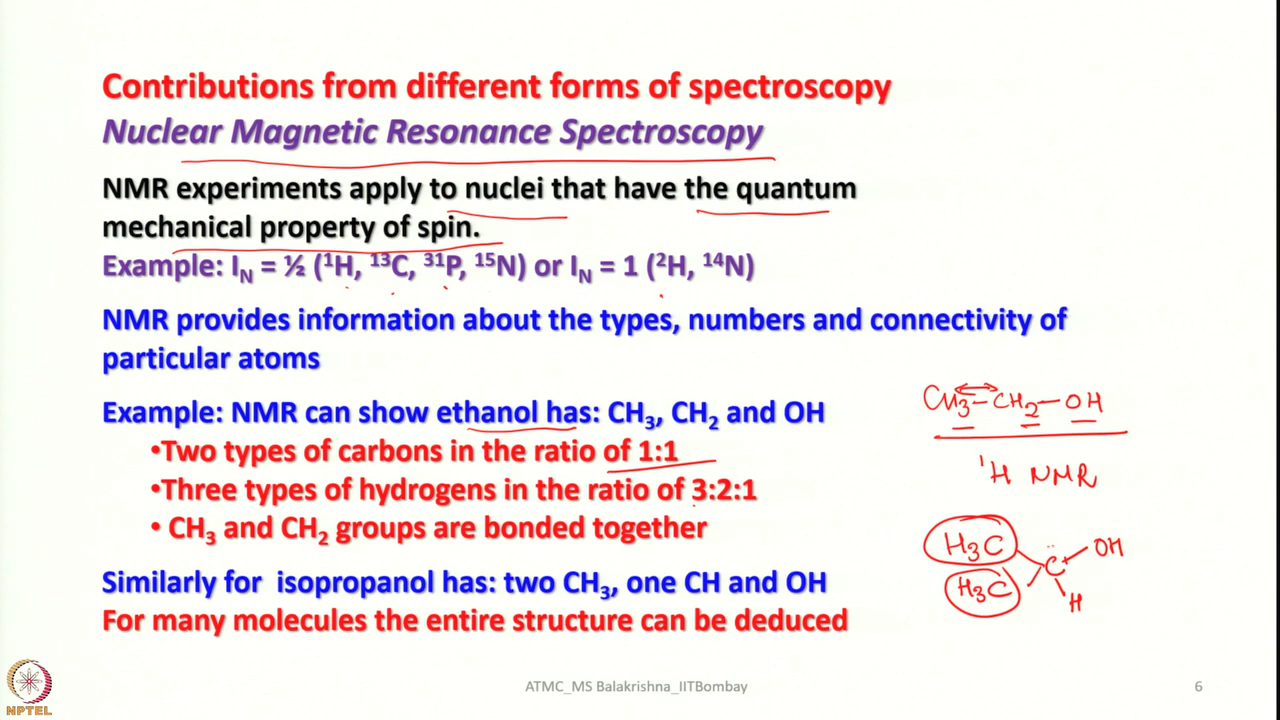 Contributions from different forms of spectroscopy
Nuclear Magnetic Resonance Spectroscopy
NMR experiments apply to nuclei that have the quantum
mechanical property of spin.
Example: I_N = ½ (¹H, ¹³C, ³¹P, ¹⁵N) or I_N = 1 (²H, ¹⁴N)
NMR provides information about the types, numbers and connectivity of
particular atoms
Example: NMR can show ethanol has: CH₃, CH₂ and OH
•Two types of carbons in the ratio of 1:1
•Three types of hydrogens in the ratio of 3:2:1
• CH₃ and CH₂ groups are bonded together
Similarly for isopropanol has: two CH₃, one CH and OH
For many molecules the entire structure can be deduced
CH₃–CH₂–OH
¹H NMR
H₃C
C OH
H₃C
H
NPTEL
ATMC_MS Balakrishna_IITBombay
6